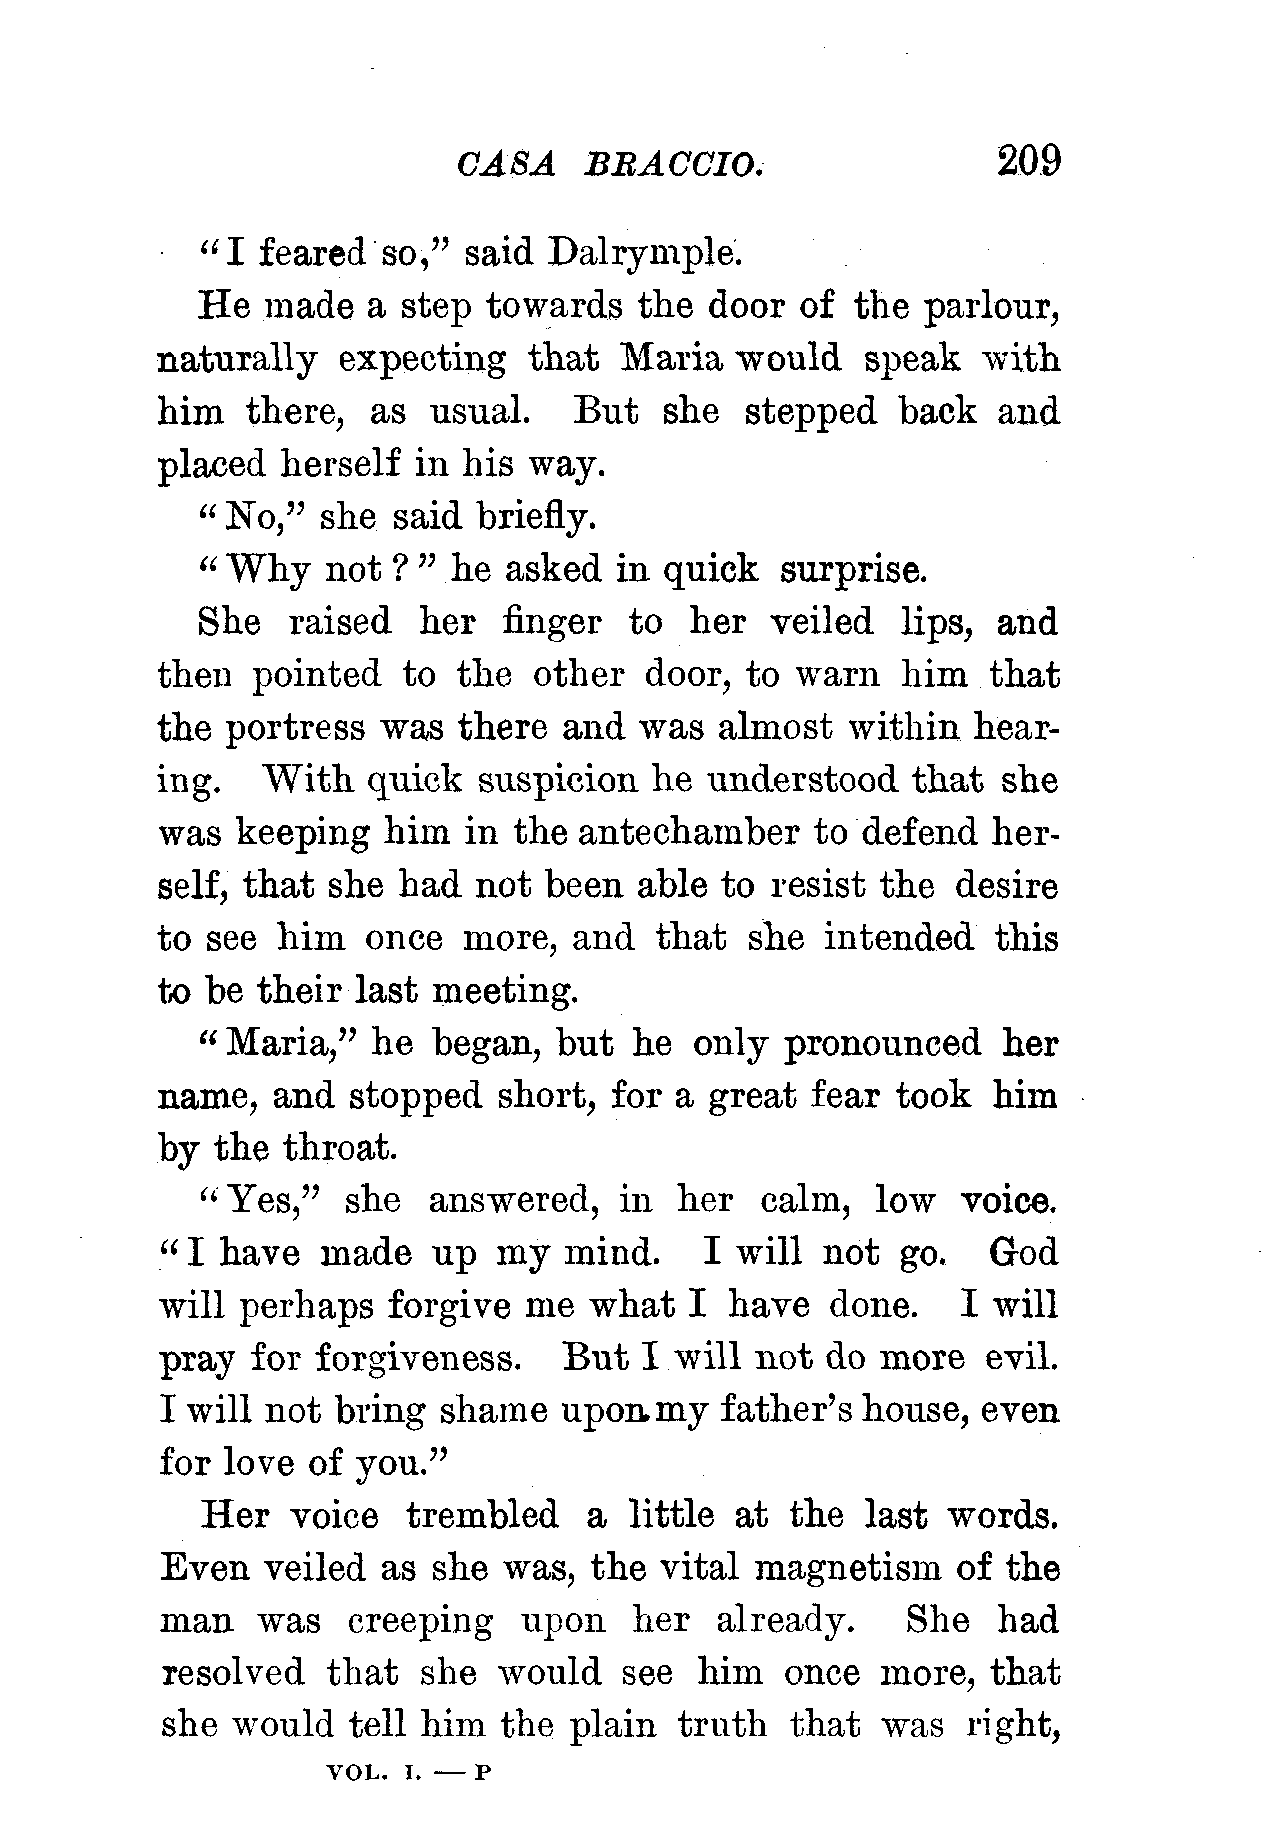 CASA BRACCIO. 209
"I feared so," said Dalrymple.
He made a step towards the door of the parlour,
naturally expecting that Maria would speak with
him there, as usual. But she stepped back and
placed herself in his way.
"No," she said briefly.
"Why not?" he asked in quick surprise.
She raised her finger to her veiled lips, and
then pointed to the other door, to warn him that
the portress was there and was almost within hear-
ing. With quick suspicion he understood that she
was keeping him in the antechamber to defend her-
self, that she had not been able to resist the desire
to see him once more, and that she intended this
to be their last meeting.
"Maria," he began, but he only pronounced her
name, and stopped short, for a great fear took him
by the throat.
"Yes," she answered, in her calm, low voice.
"I have made up my mind. I will not go. God
will perhaps forgive me what I have done. I will
pray for forgiveness. But I will not do more evil.
I will not bring shame upon my father's house, even
for love of you."
Her voice trembled a little at the last words.
Even veiled as she was, the vital magnetism of the
man was creeping upon her already. She had
resolved that she would see him once more, that
she would tell him the plain truth that was right,
VOL. I. — P